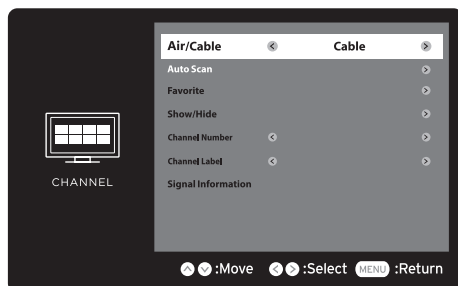 Air/Cable Cable
Auto Scan
Favorite
Show/Hide
Channel Number
Channel Label
Signal Information
CHANNEL
:Move :Select MENU :Return